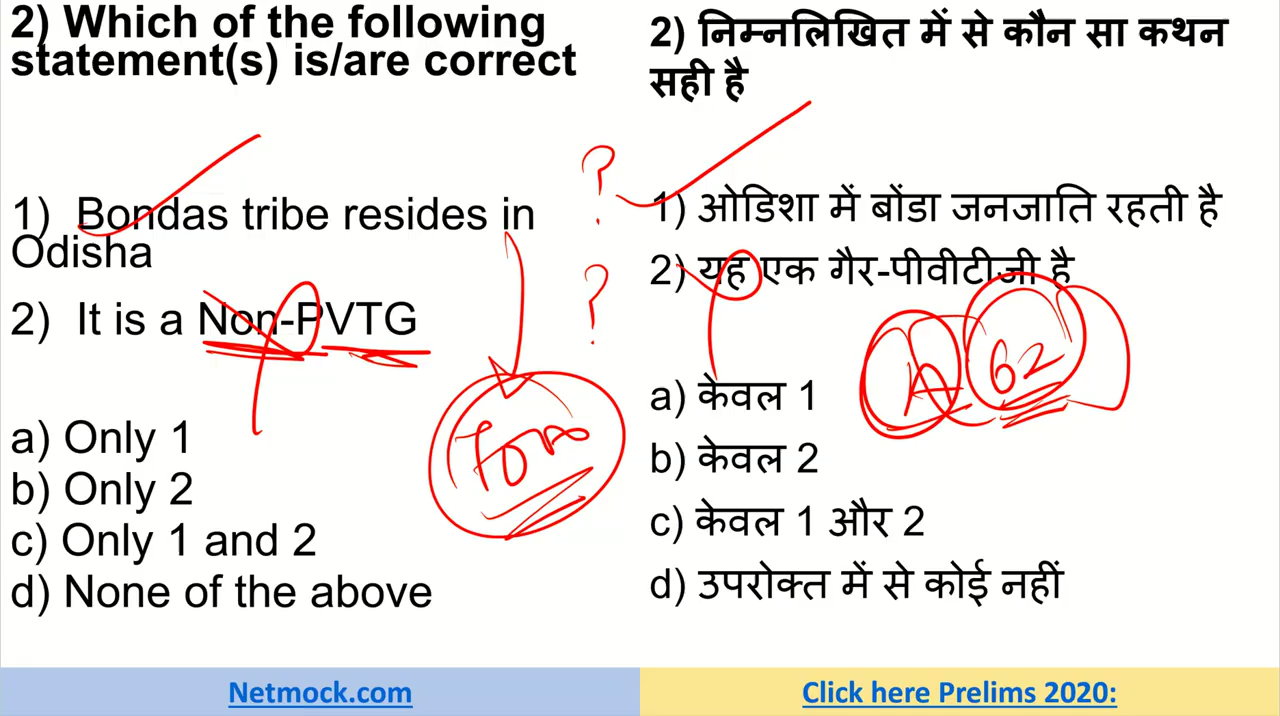 2) Which of the following
statement(s) is/are correct
1) Bondas tribe resides in
Odisha
2) It is a Non-PVTG
a) Only 1
b) Only 2
c) Only 1 and 2
d) None of the above
2) निम्नलिखित में से कौन सा कथन
सही है
1) ओडिशा में बोंडा जनजाति रहती है
2) यह एक गैर-पीवीटीजी है
a) केवल 1
b) केवल 2
c) केवल 1 और 2
d) उपरोक्त में से कोई नहीं
?
?
62
Netmock.com
Click here Prelims 2020: